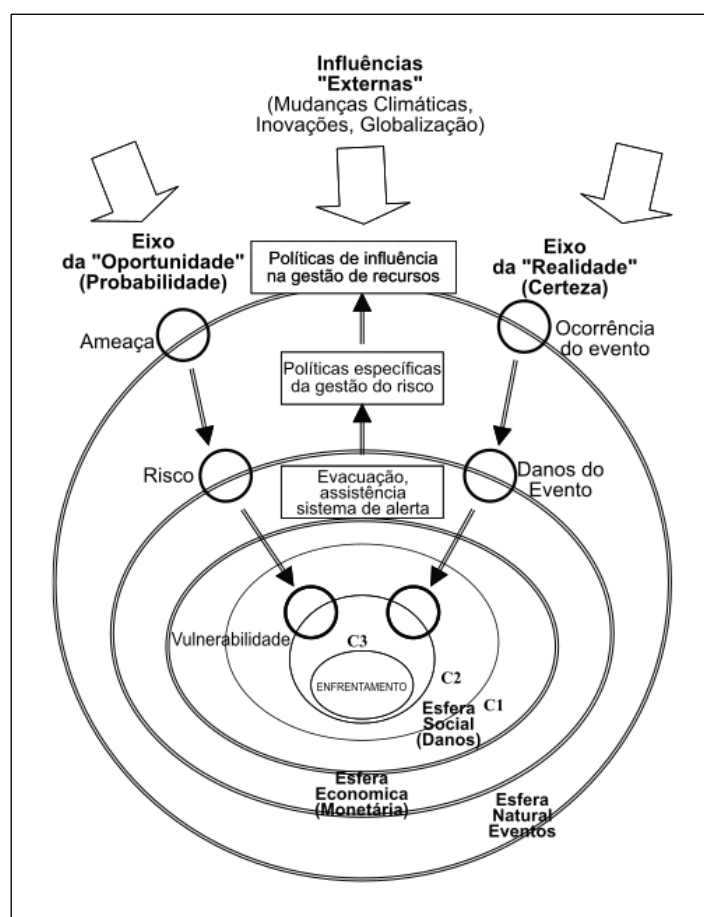 Influências
"Externas"
(Mudanças Climáticas,
Inovações, Globalização)
Eixo
da "Oportunidade"
(Probabilidade)
Políticas de influência
na gestão de recursos
Eixo
da "Realidade"
(Certeza)
Ameaça
Ocorrência
do evento
Políticas específicas
da gestão do risco
Risco
Evacuação,
assistência
sistema de alerta
Danos do
Evento
Vulnerabilidade
C3
ENFRENTAMENTO
C2
C1
Esfera
Social
(Danos)
Esfera
Economica
(Monetária)
Esfera
Natural
Eventos